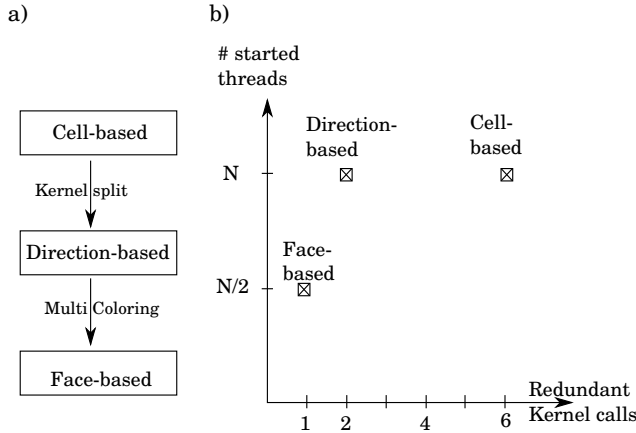 a)
Cell-based
Kernel split
Direction-based
Multi Coloring
Face-based
b)
# started
threads
Direction-
based
Cell-
based
N
Face-
based
N/2
Redundant
Kernel calls
1 2 4 6